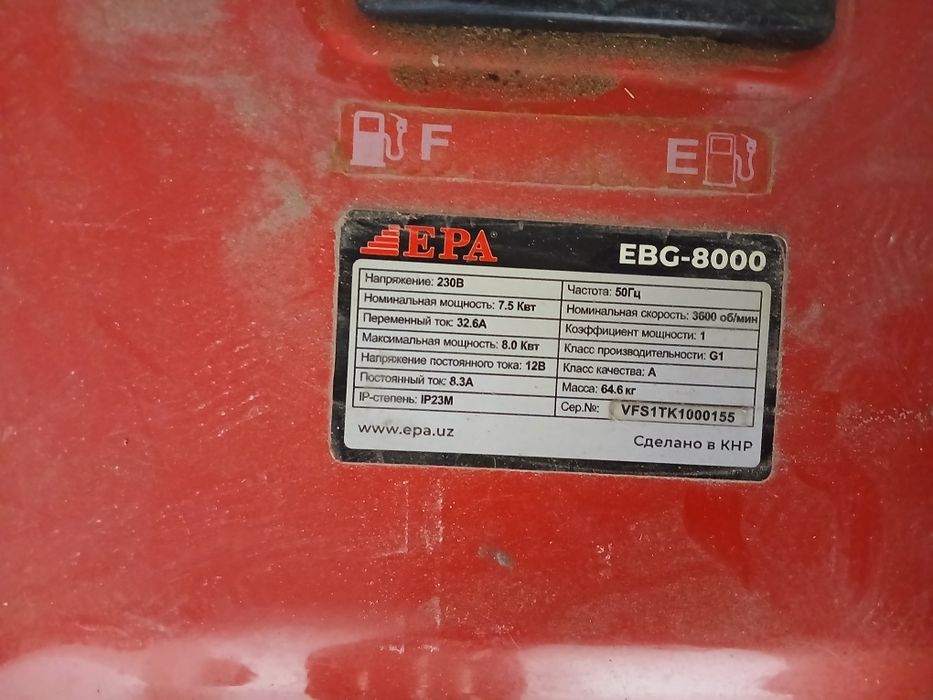 F E
EPA EBG-8000
Напряжение: 230В
Номинальная мощность: 7.5 Квт
Переменный ток: 32.6А
Максимальная мощность: 8.0 Квт
Напряжение постоянного тока: 12В
Постоянный ток: 8.3А
IP-степень: IP23M
Частота: 50Гц
Номинальная скорость: 3600 об/мин
Коэффициент мощности: 1
Класс производительности: G1
Класс качества: А
Масса: 64.6 кг
Сер.№: VFS1TK1000155
www.epa.uz
Сделано в КНР